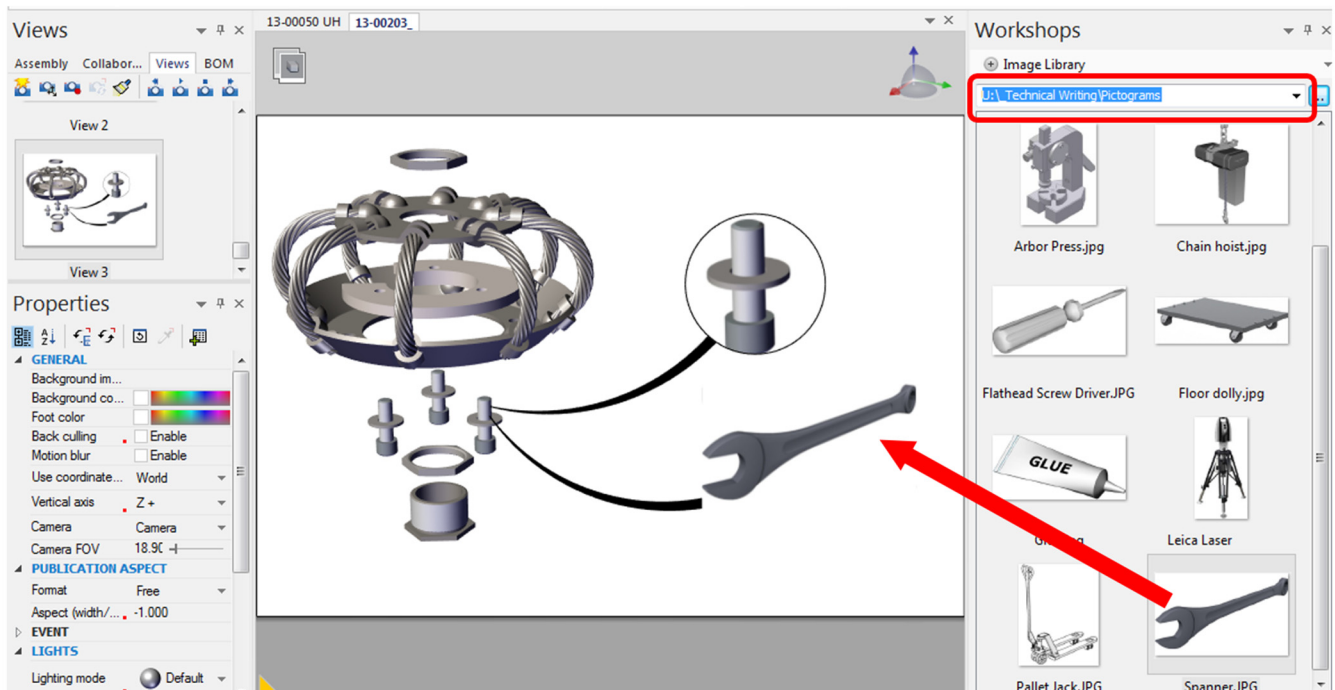 Views
Assembly Collabor... Views BOM
View 2
View 3
Properties
GENERAL
Background im...
Background co...
Foot color
Back culling Enable
Motion blur Enable
Use coordinate... World
Vertical axis Z +
Camera Camera
Camera FOV 18.90
PUBLICATION ASPECT
Format Free
Aspect (width/... -1.000
EVENT
LIGHTS
Lighting mode Default
13-00050 UH 13-00203_
Workshops
Image Library
U:\_Technical Writing\Pictograms
Arbor Press.jpg Chain hoist.jpg
Flathead Screw Driver.JPG Floor dolly.jpg
GLUE
Leica Laser
Pallet Jack.JPG Spanner.JPG